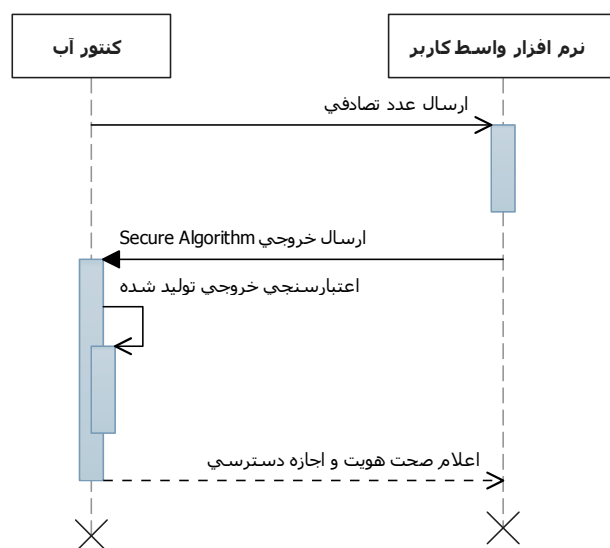 نرم افزار واسط کاربر
کنتور آب
ارسال عدد تصادفي
ارسال خروجي Secure Algorithm
اعتبارسنجي خروجي توليد شده
اعلام صحت هويت و اجازه دسترسي